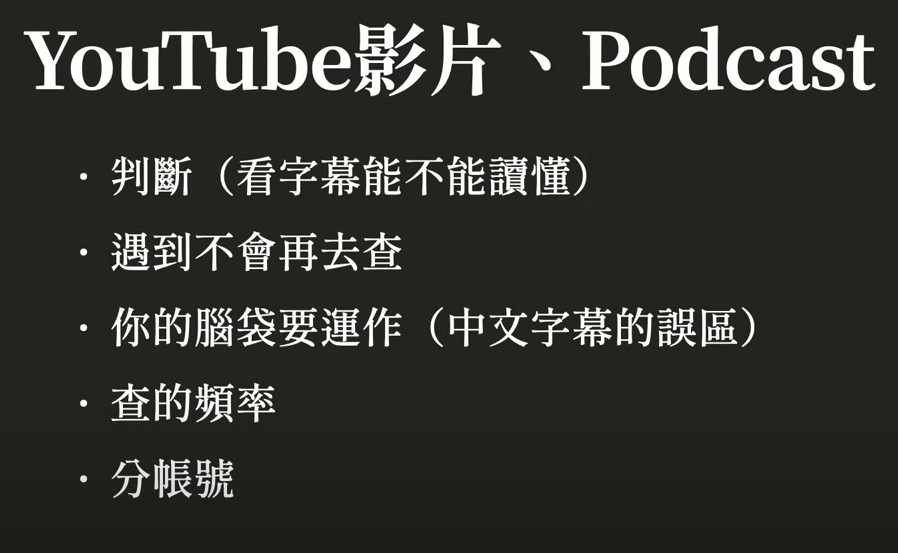 YouTube影片、Podcast
· 判斷（看字幕能不能讀懂）
· 遇到不會再去查
· 你的腦袋要運作（中文字幕的誤區）
· 查的頻率
· 分帳號